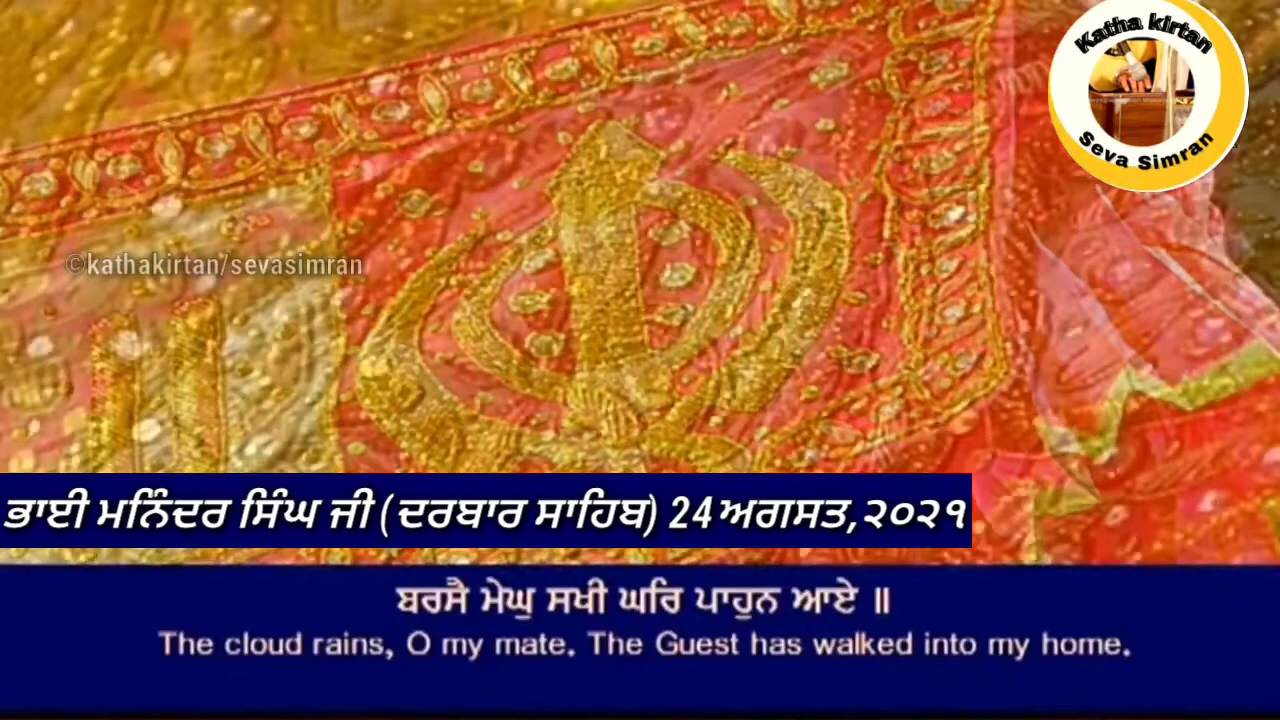 Katha kirtan
Seva Simran
©kathakirtan/sevasimran
ਭਾਈ ਮਨਿੰਦਰ ਸਿੰਘ ਜੀ (ਦਰਬਾਰ ਸਾਹਿਬ) 24 ਅਗਸਤ,੨੦੨੧
ਬਰਸੈ ਮੇਘੁ ਸਖੀ ਘਰਿ ਪਾਹੁਨ ਆਏ ॥
The cloud rains, O my mate. The Guest has walked into my home.